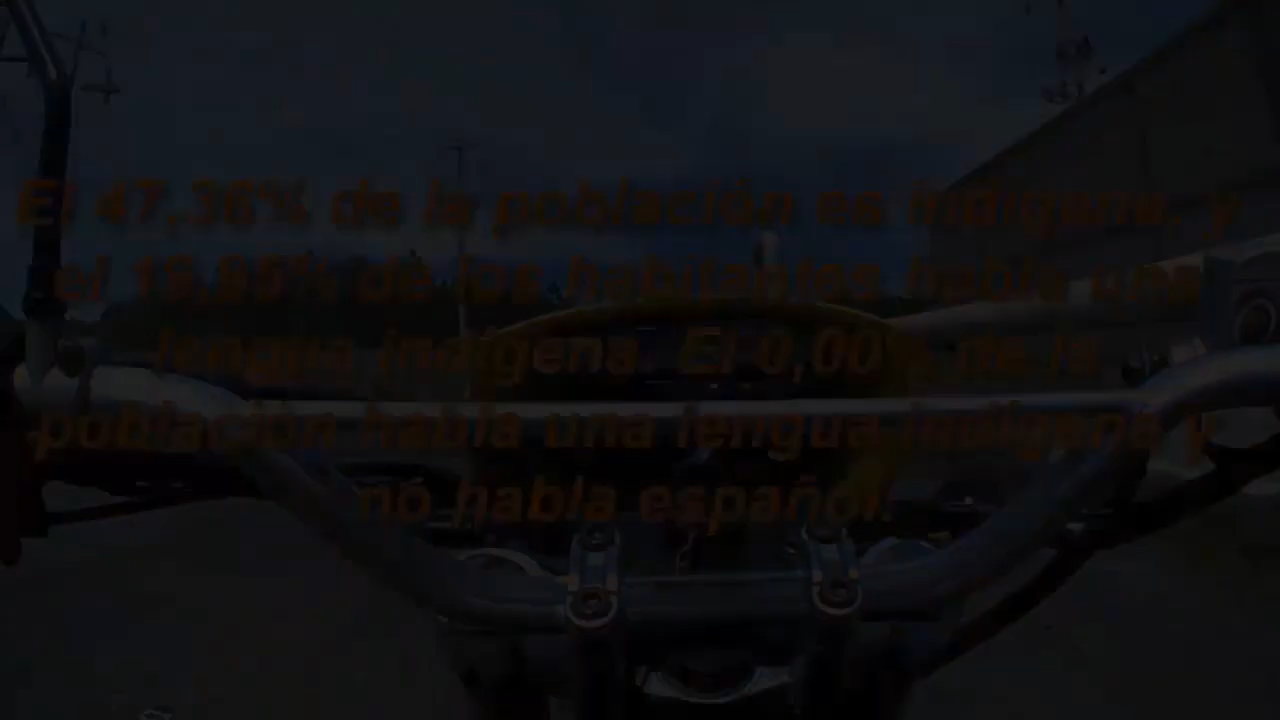 El 47,36% de la población es indígena, y
el 19,85% de los habitantes habla una
lengua indígena. El 0,00% de la
población habla una lengua indígena y
no habla español.